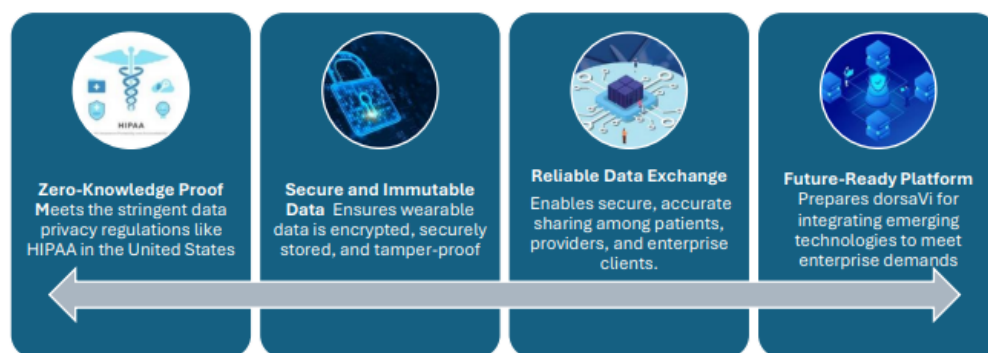 HIPAA
Zero-Knowledge Proof
Meets the stringent data
privacy regulations like
HIPAA in the United States
Secure and Immutable
Data Ensures wearable
data is encrypted, securely
stored, and tamper-proof
Reliable Data Exchange
Enables secure, accurate
sharing among patients,
providers, and enterprise
clients.
Future-Ready Platform
Prepares dorsaVi for
integrating emerging
technologies to meet
enterprise demands